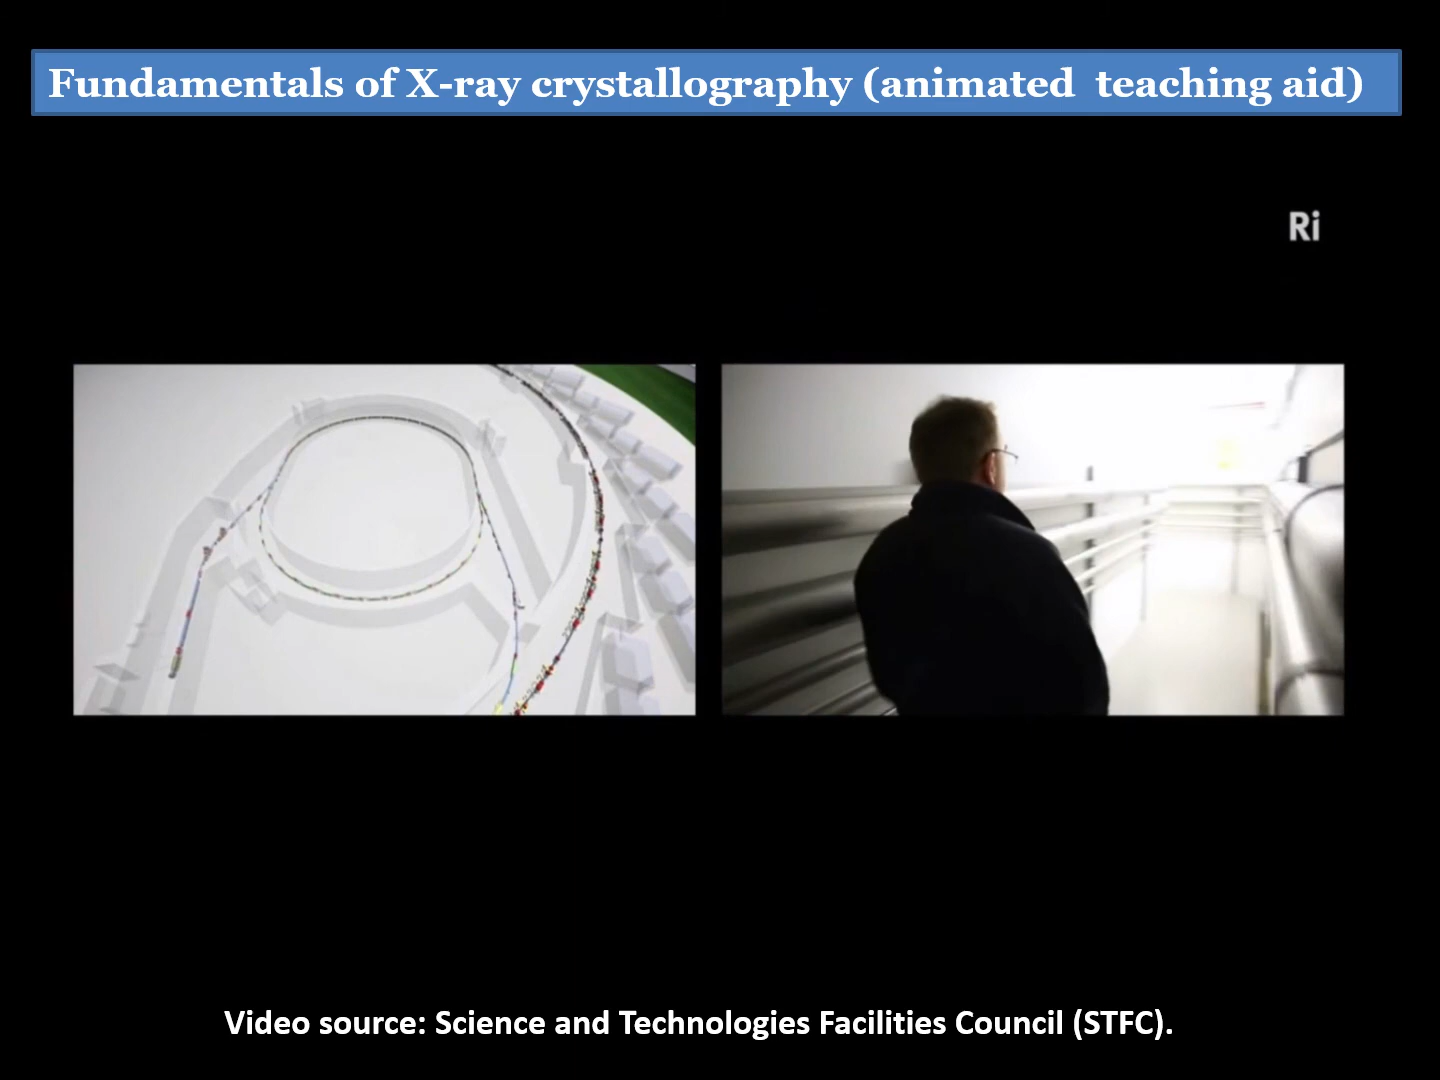 Fundamentals of X-ray crystallography (animated teaching aid)
Ri
Video source: Science and Technologies Facilities Council (STFC).